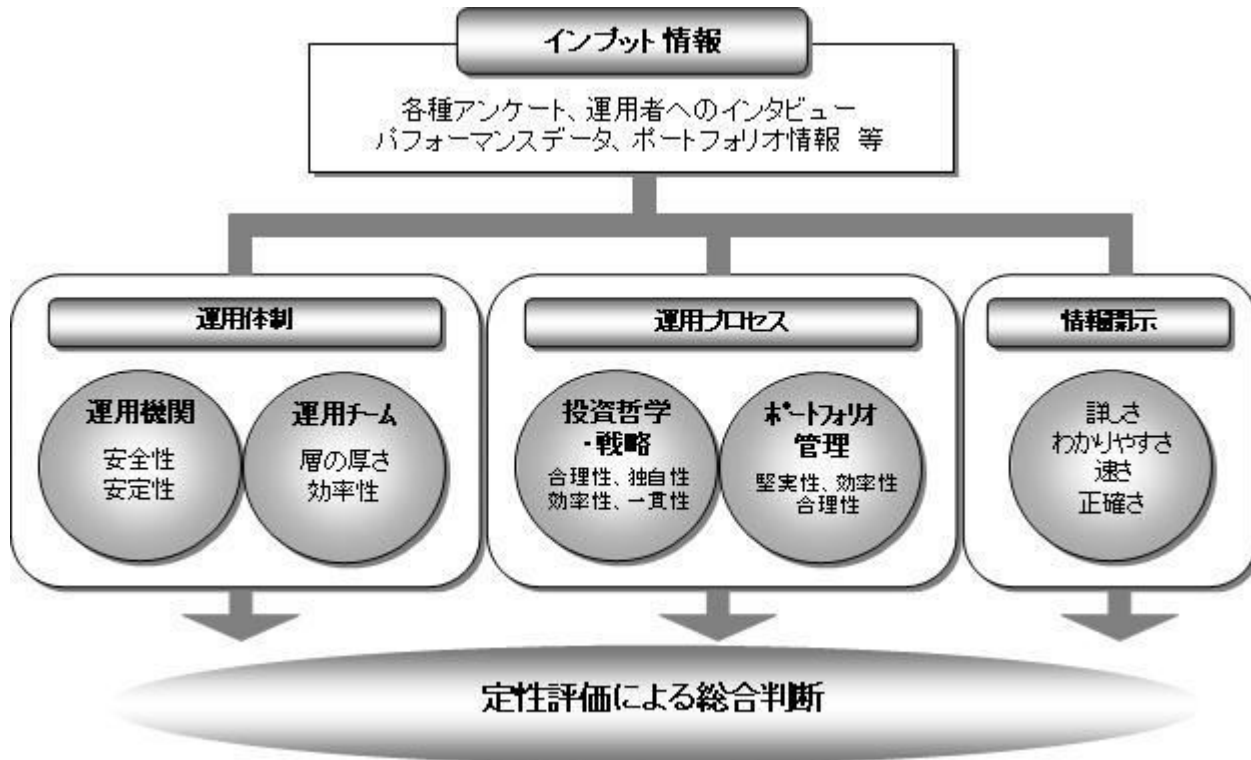 インプット情報
各種アンケート、運用者へのインタビュー
パフォーマンスデータ、ポートフォリオ情報 等
運用体制
運用機関
安全性
安定性
運用チーム
層の厚さ
効率性
運用プロセス
投資哲学
・戦略
合理性、独自性
効率性、一貫性
ポートフォリオ
管理
堅実性、効率性
合理性
情報開示
詳しさ
わかりやすさ
速さ
正確さ
定性評価による総合判断